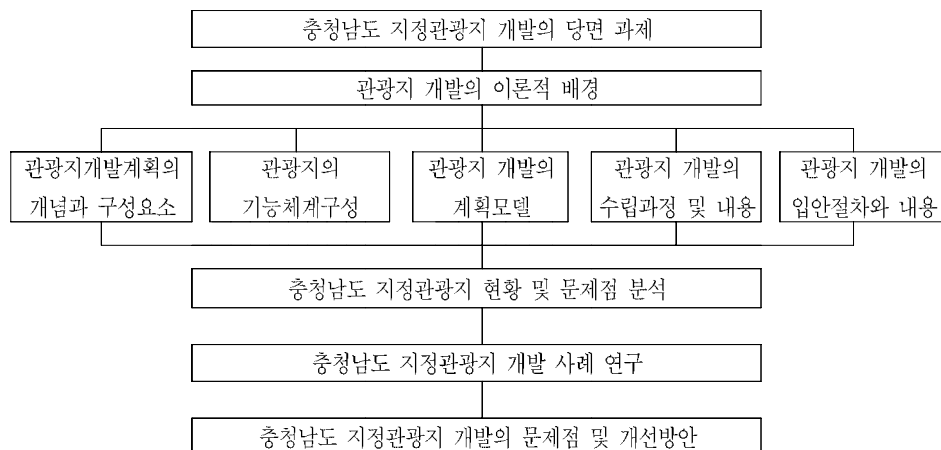 충청남도 지정관광지 개발의 당면 과제
관광지 개발의 이론적 배경
관광지개발계획의
개념과 구성요소
관광지의
기능체계구성
관광지 개발의
계획모델
관광지 개발의
수립과정 및 내용
관광지 개발의
입안절차와 내용
충청남도 지정관광지 현황 및 문제점 분석
충청남도 지정관광지 개발 사례 연구
충청남도 지정관광지 개발의 문제점 및 개선방안